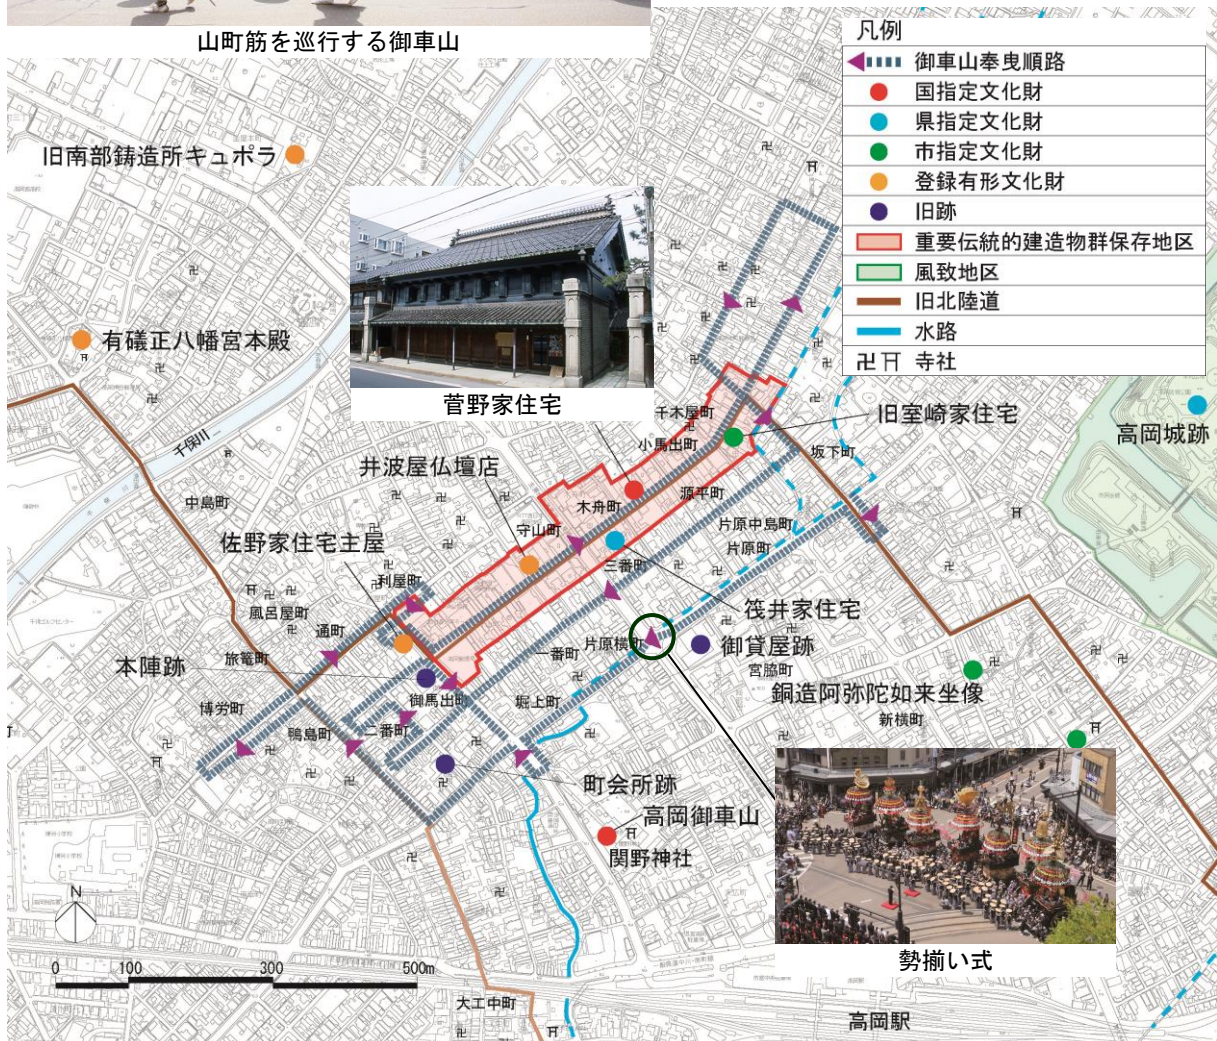 山町筋を巡行する御車山
凡例
御車山奉曳順路
国指定文化財
県指定文化財
市指定文化財
登録有形文化財
旧跡
重要伝統的建造物群保存地区
風致地区
旧北陸道
水路
卍 寺社
旧南部鋳造所キュポラ
有礒正八幡宮本殿
菅野家住宅
千保川
中島町
井波屋仏壇店
佐野家住宅主屋
千木屋町
小馬出町
旧室崎家住宅
坂下町
高岡城跡
木舟町
源平町
守山町
片原中島町
片原町
三番町
利屋町
風呂屋町
通町
旅篭町
本陣跡
筏井家住宅
片原横町
御貸屋跡
宮脇町
一番町
銅造阿弥陀如来坐像
新横町
御馬出町
堀上町
博労町
鴨島町
二番町
町会所跡
高岡御車山
関野神社
勢揃い式
N
0 100 300 500m
大工中町
高岡駅